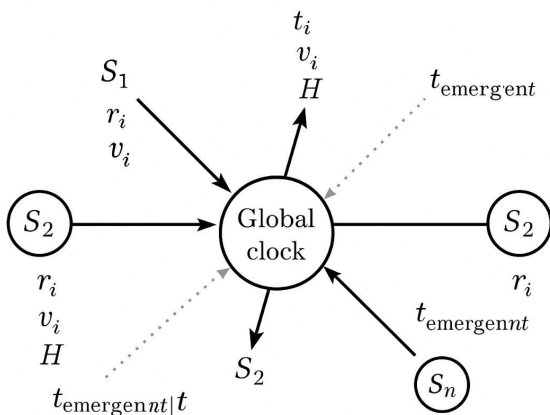 t_i
v_i
H
S_1
r_i
v_i
t_emergent
S_2
Global
clock
S_2
r_i
v_i
H
r_i
t_emergennt
S_2
t_emergennt|t
S_n